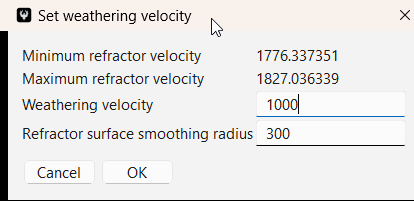 Set weathering velocity
Minimum refractor velocity 1776.337351
Maximum refractor velocity 1827.036339
Weathering velocity 1000
Refractor surface smoothing radius 300
Cancel OK